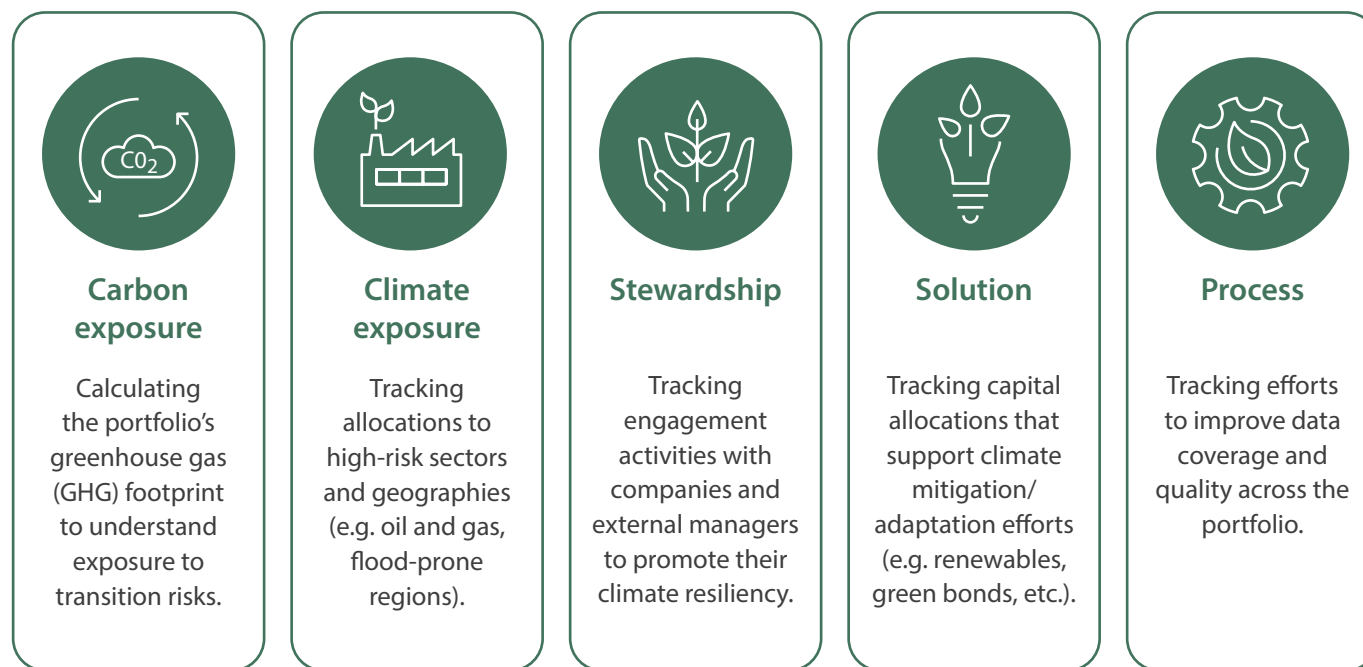 CO₂
Carbon
exposure
Calculating
the portfolio's
greenhouse gas
(GHG) footprint
to understand
exposure to
transition risks.
Climate
exposure
Tracking
allocations to
high-risk sectors
and geographies
(e.g. oil and gas,
flood-prone
regions).
Stewardship
Tracking
engagement
activities with
companies and
external managers
to promote their
climate resiliency.
Solution
Tracking capital
allocations that
support climate
mitigation/
adaptation efforts
(e.g. renewables,
green bonds, etc.).
Process
Tracking efforts
to improve data
coverage and
quality across the
portfolio.